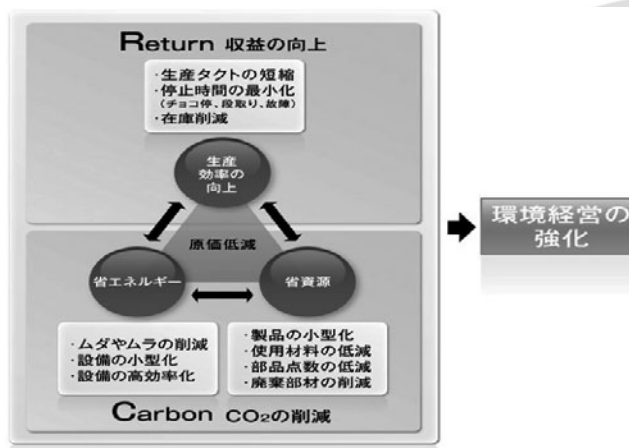 Return 収益の向上
・生産タクトの短縮
・停止時間の最小化
(チョコ停、段取り、故障)
・在庫削減
生産
効率の
向上
原価低減
省エネルギー
省資源
・ムダやムラの削減
・設備の小型化
・設備の高効率化
・製品の小型化
・使用材料の低減
・部品点数の低減
・廃棄部材の削減
Carbon CO2の削減
環境経営の
強化